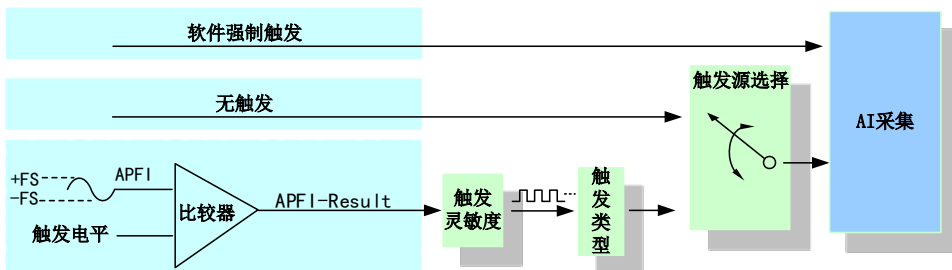 软件强制触发
无触发
触发源选择
AI采集
+FS
-FS
APFI
触发电平
比较器
APFI-Result
触发
灵敏度
触
发
类
型